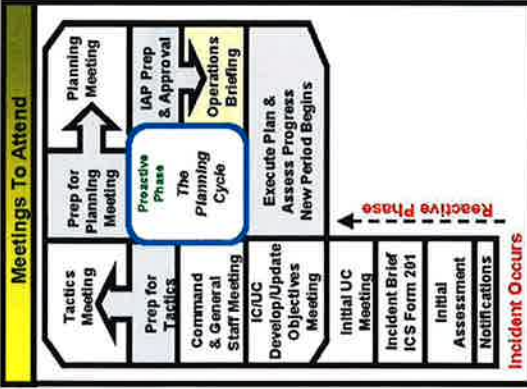 Meetings To Attend
Tactics
Meeting
Prep for
Planning
Meeting
Planning
Meeting
Prep for
Tactics
Proactive
Phase
The
Planning
Cycle
IAP Prep
& Approval
Command
& General
Staff Meeting
Operations
Briefing
IC/UC
Develop/Update
Objectives
Meeting
Execute Plan &
Assess Progress
New Period Begins
Initial UC
Meeting
Incident Brief
ICS Form 201
Initial
Assessment
Notifications
Reactive Phase
Incident Occurs